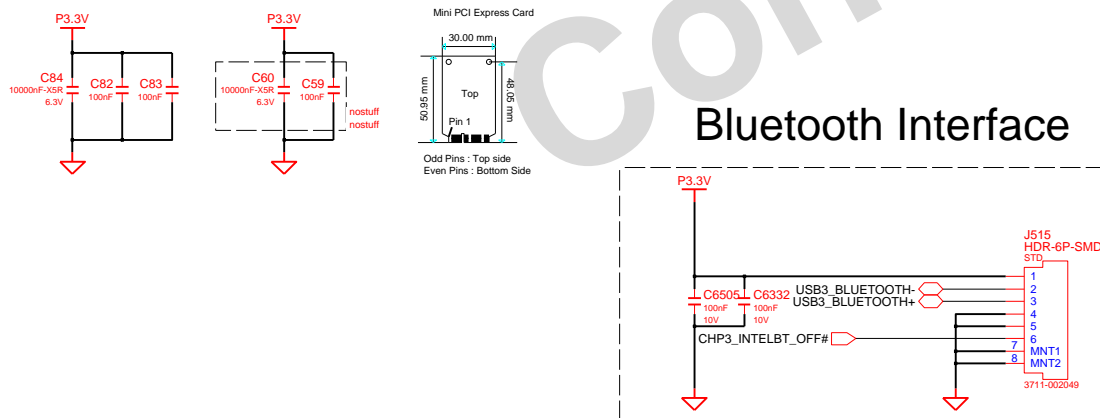 P3.3V
C84
10000nF-X5R
6.3V
C82
100nF
C83
100nF
P3.3V
C60
10000nF-X5R
6.3V
C59
100nF
nostuff
nostuff
Mini PCI Express Card
30.00 mm
50.95 mm
48.05 mm
Top
Pin 1
Odd Pins : Top side
Even Pins : Bottom Side
Bluetooth Interface
P3.3V
C6505
100nF
10V
C6332
100nF
10V
USB3_BLUETOOTH-
USB3_BLUETOOTH+
CHP3_INTELBT_OFF#
J515
HDR-6P-SMD
STD
1
2
3
4
5
6
7 MNT1
8 MNT2
3711-002049